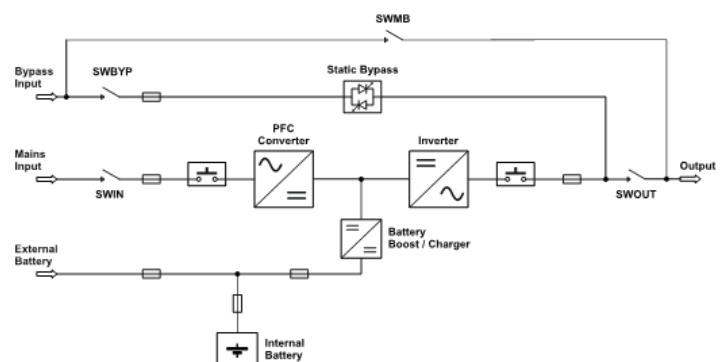 SWMB
Bypass
Input
SWBYP
Static Bypass
PFC
Converter
Inverter
Mains
Input
SWIN
SWOUT
Output
Battery
Boost / Charger
External
Battery
Internal
Battery